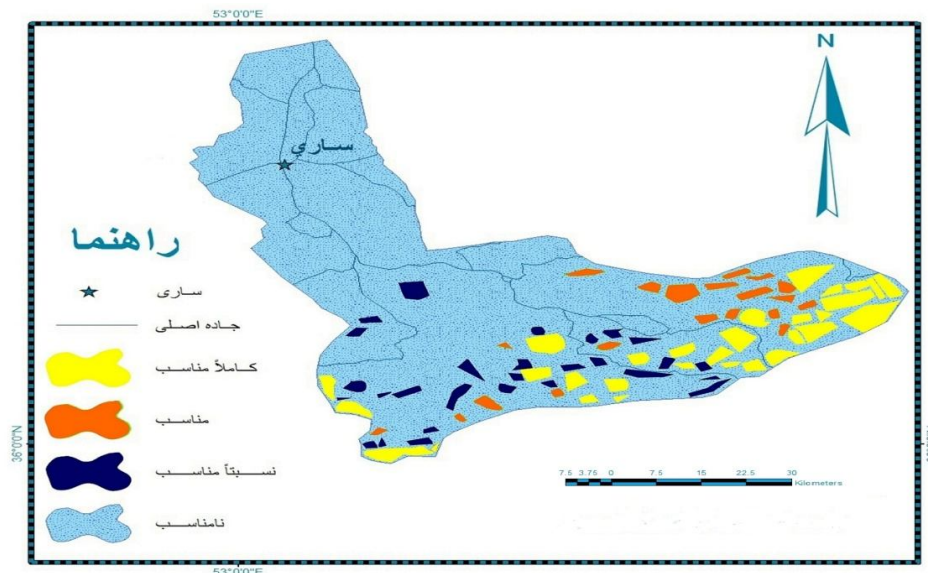 53°0'0"E
N
ساري
راهنما
ساری
جاده اصلی
کاملاً مناسب
مناسب
نسبتاً مناسب
نامناسب
36°0'0"N
7.5 3.75 0 7.5 15 22.5 30
Kilometers
53°0'0"E